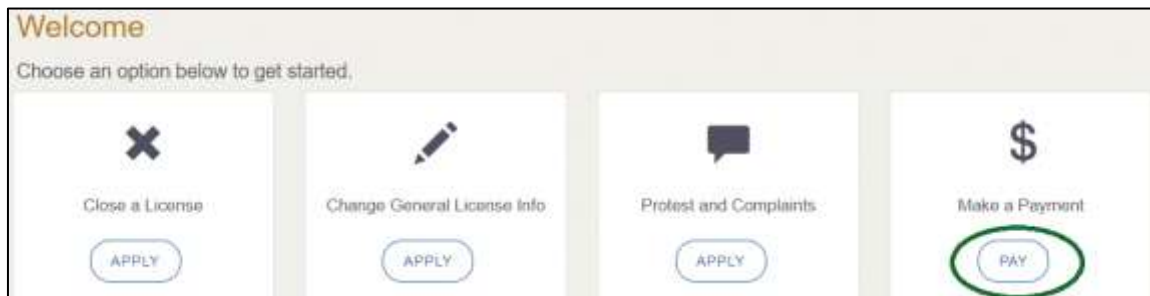 Welcome
Choose an option below to get started.
$
Close a License
Change General License Info
Protest and Complaints
Make a Payment
APPLY
APPLY
APPLY
PAY